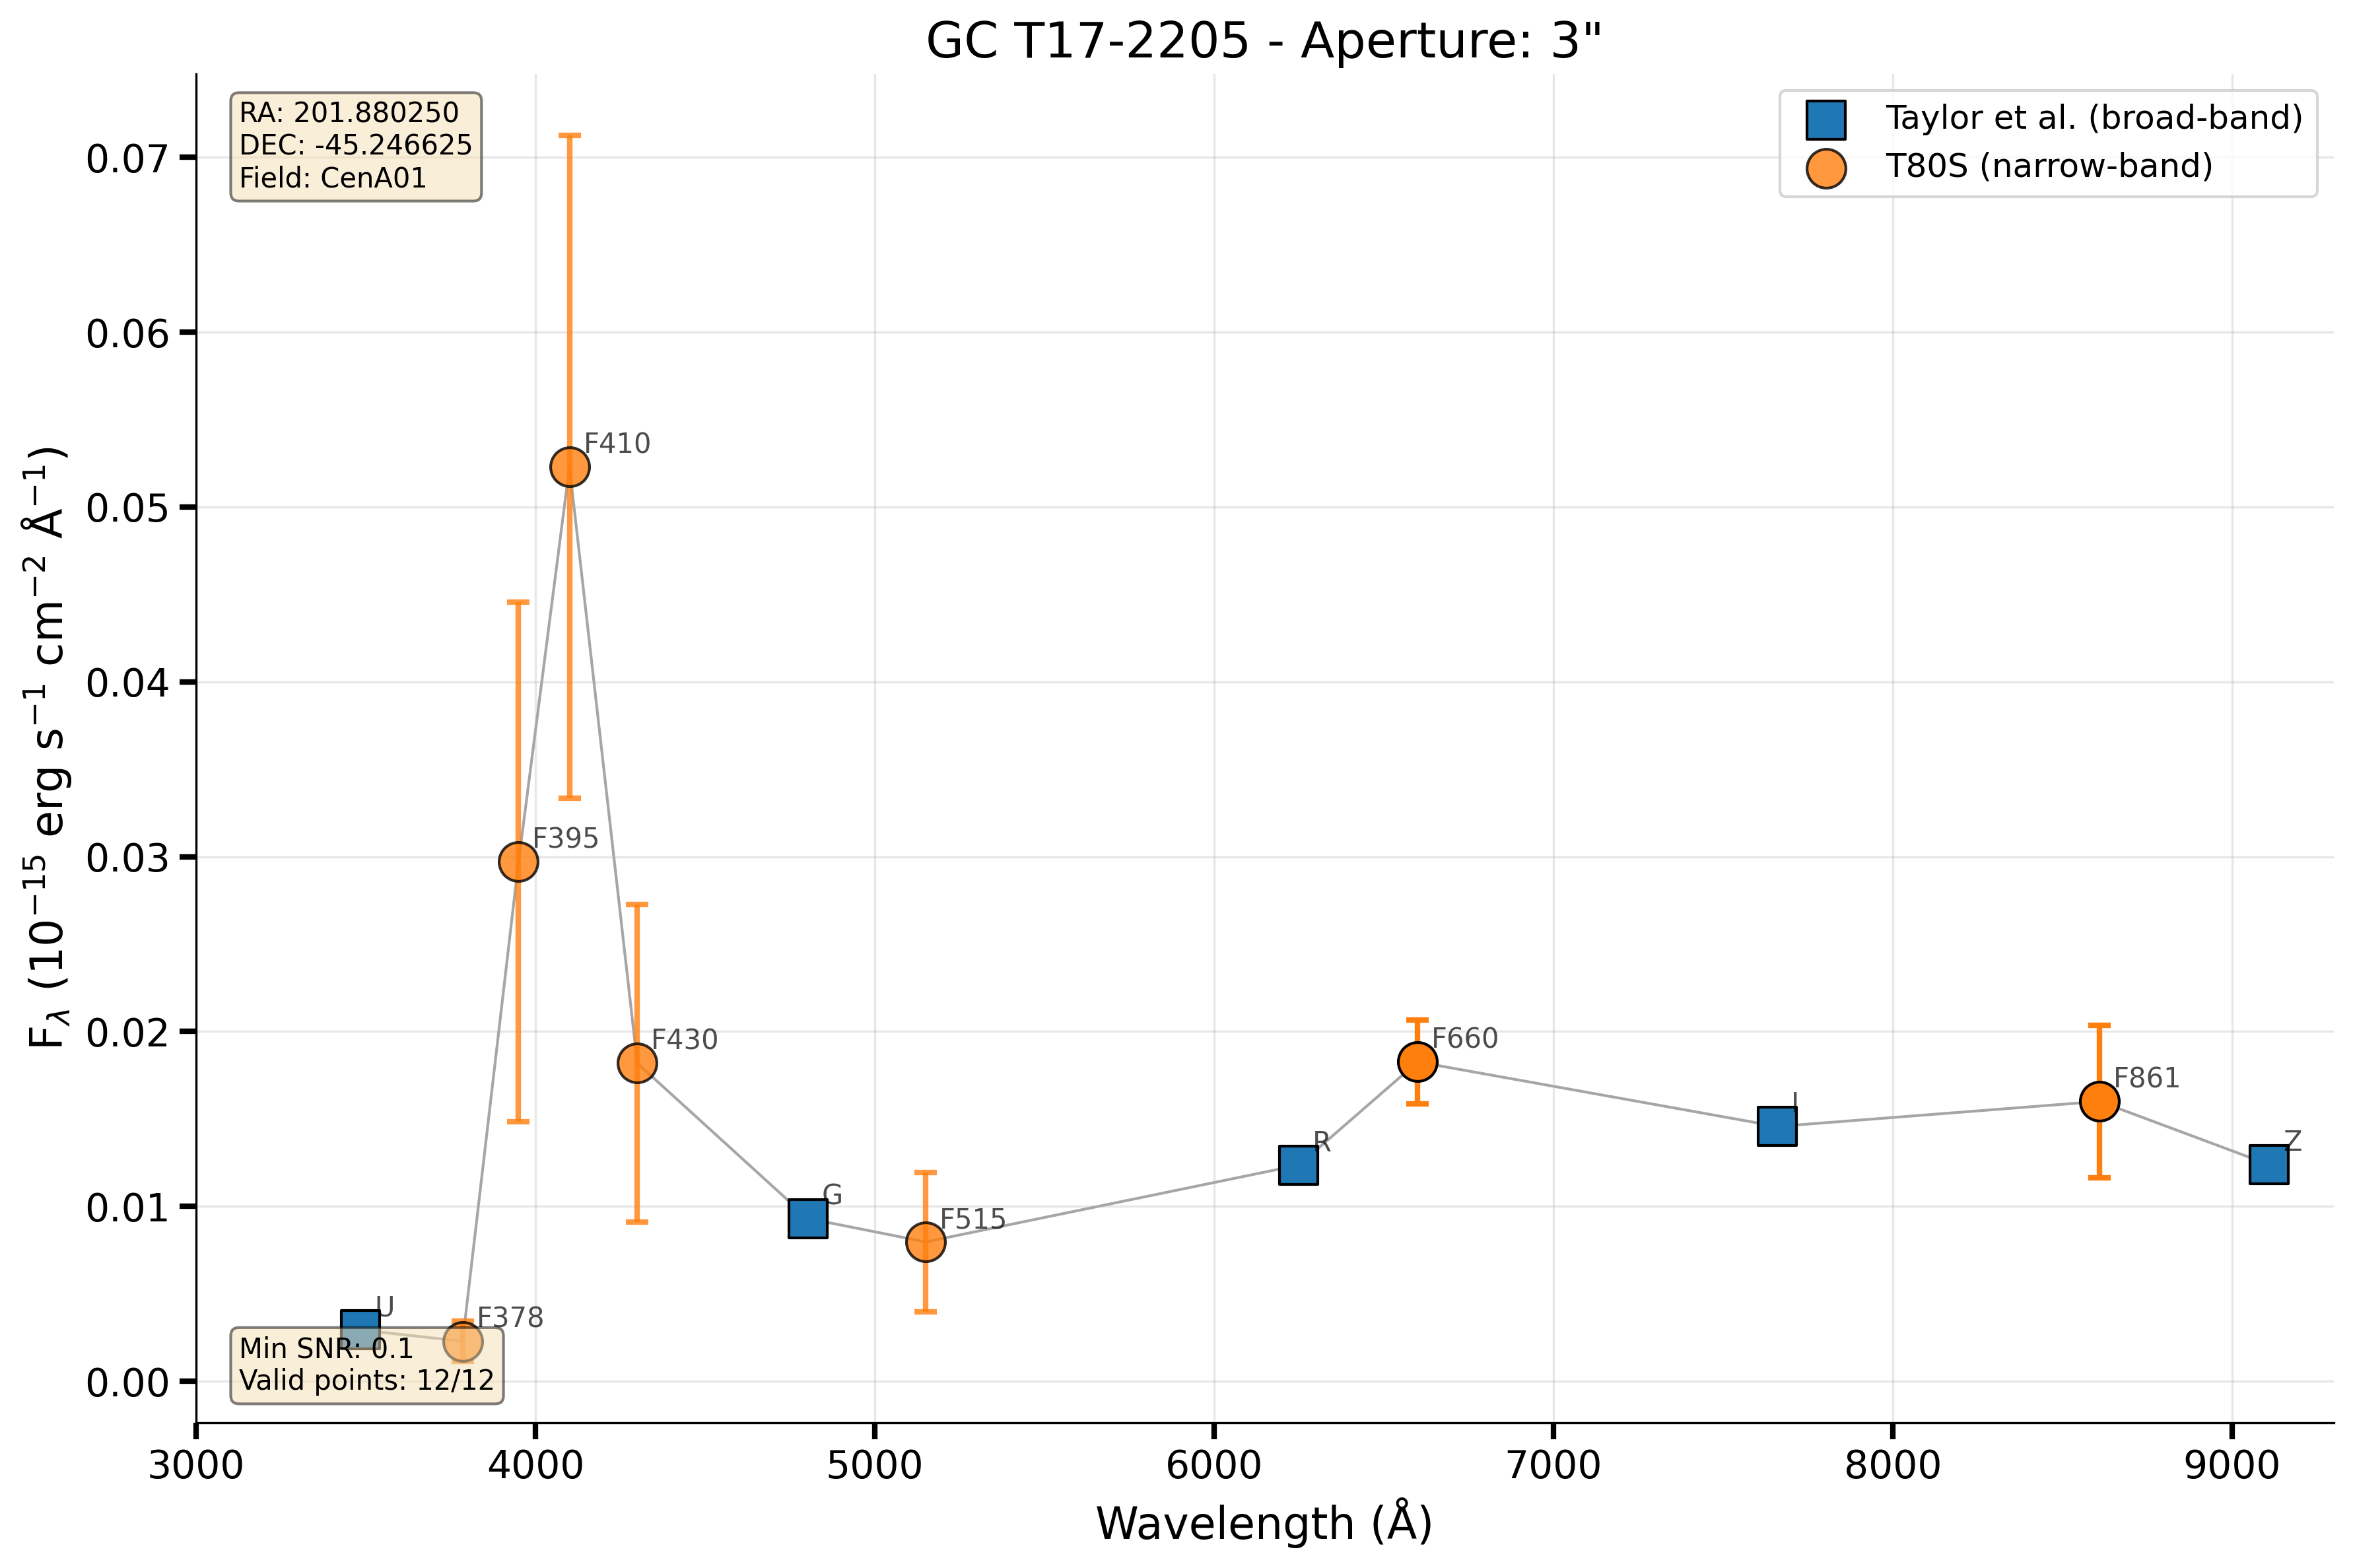 GC T17-2205 - Aperture: 3"
RA: 201.880250
DEC: -45.246625
Field: CenA01
Taylor et al. (broad-band)
T80S (narrow-band)
0.07
0.06
0.05
0.04
0.03
0.02
0.01
0.00
F_λ (10⁻¹⁵ erg s⁻¹ cm⁻² Å⁻¹)
F410
F395
F430
F660
F861
I
R
Z
G
F515
U
F378
Min SNR: 0.1
Valid points: 12/12
3000 4000 5000 6000 7000 8000 9000
Wavelength (Å)